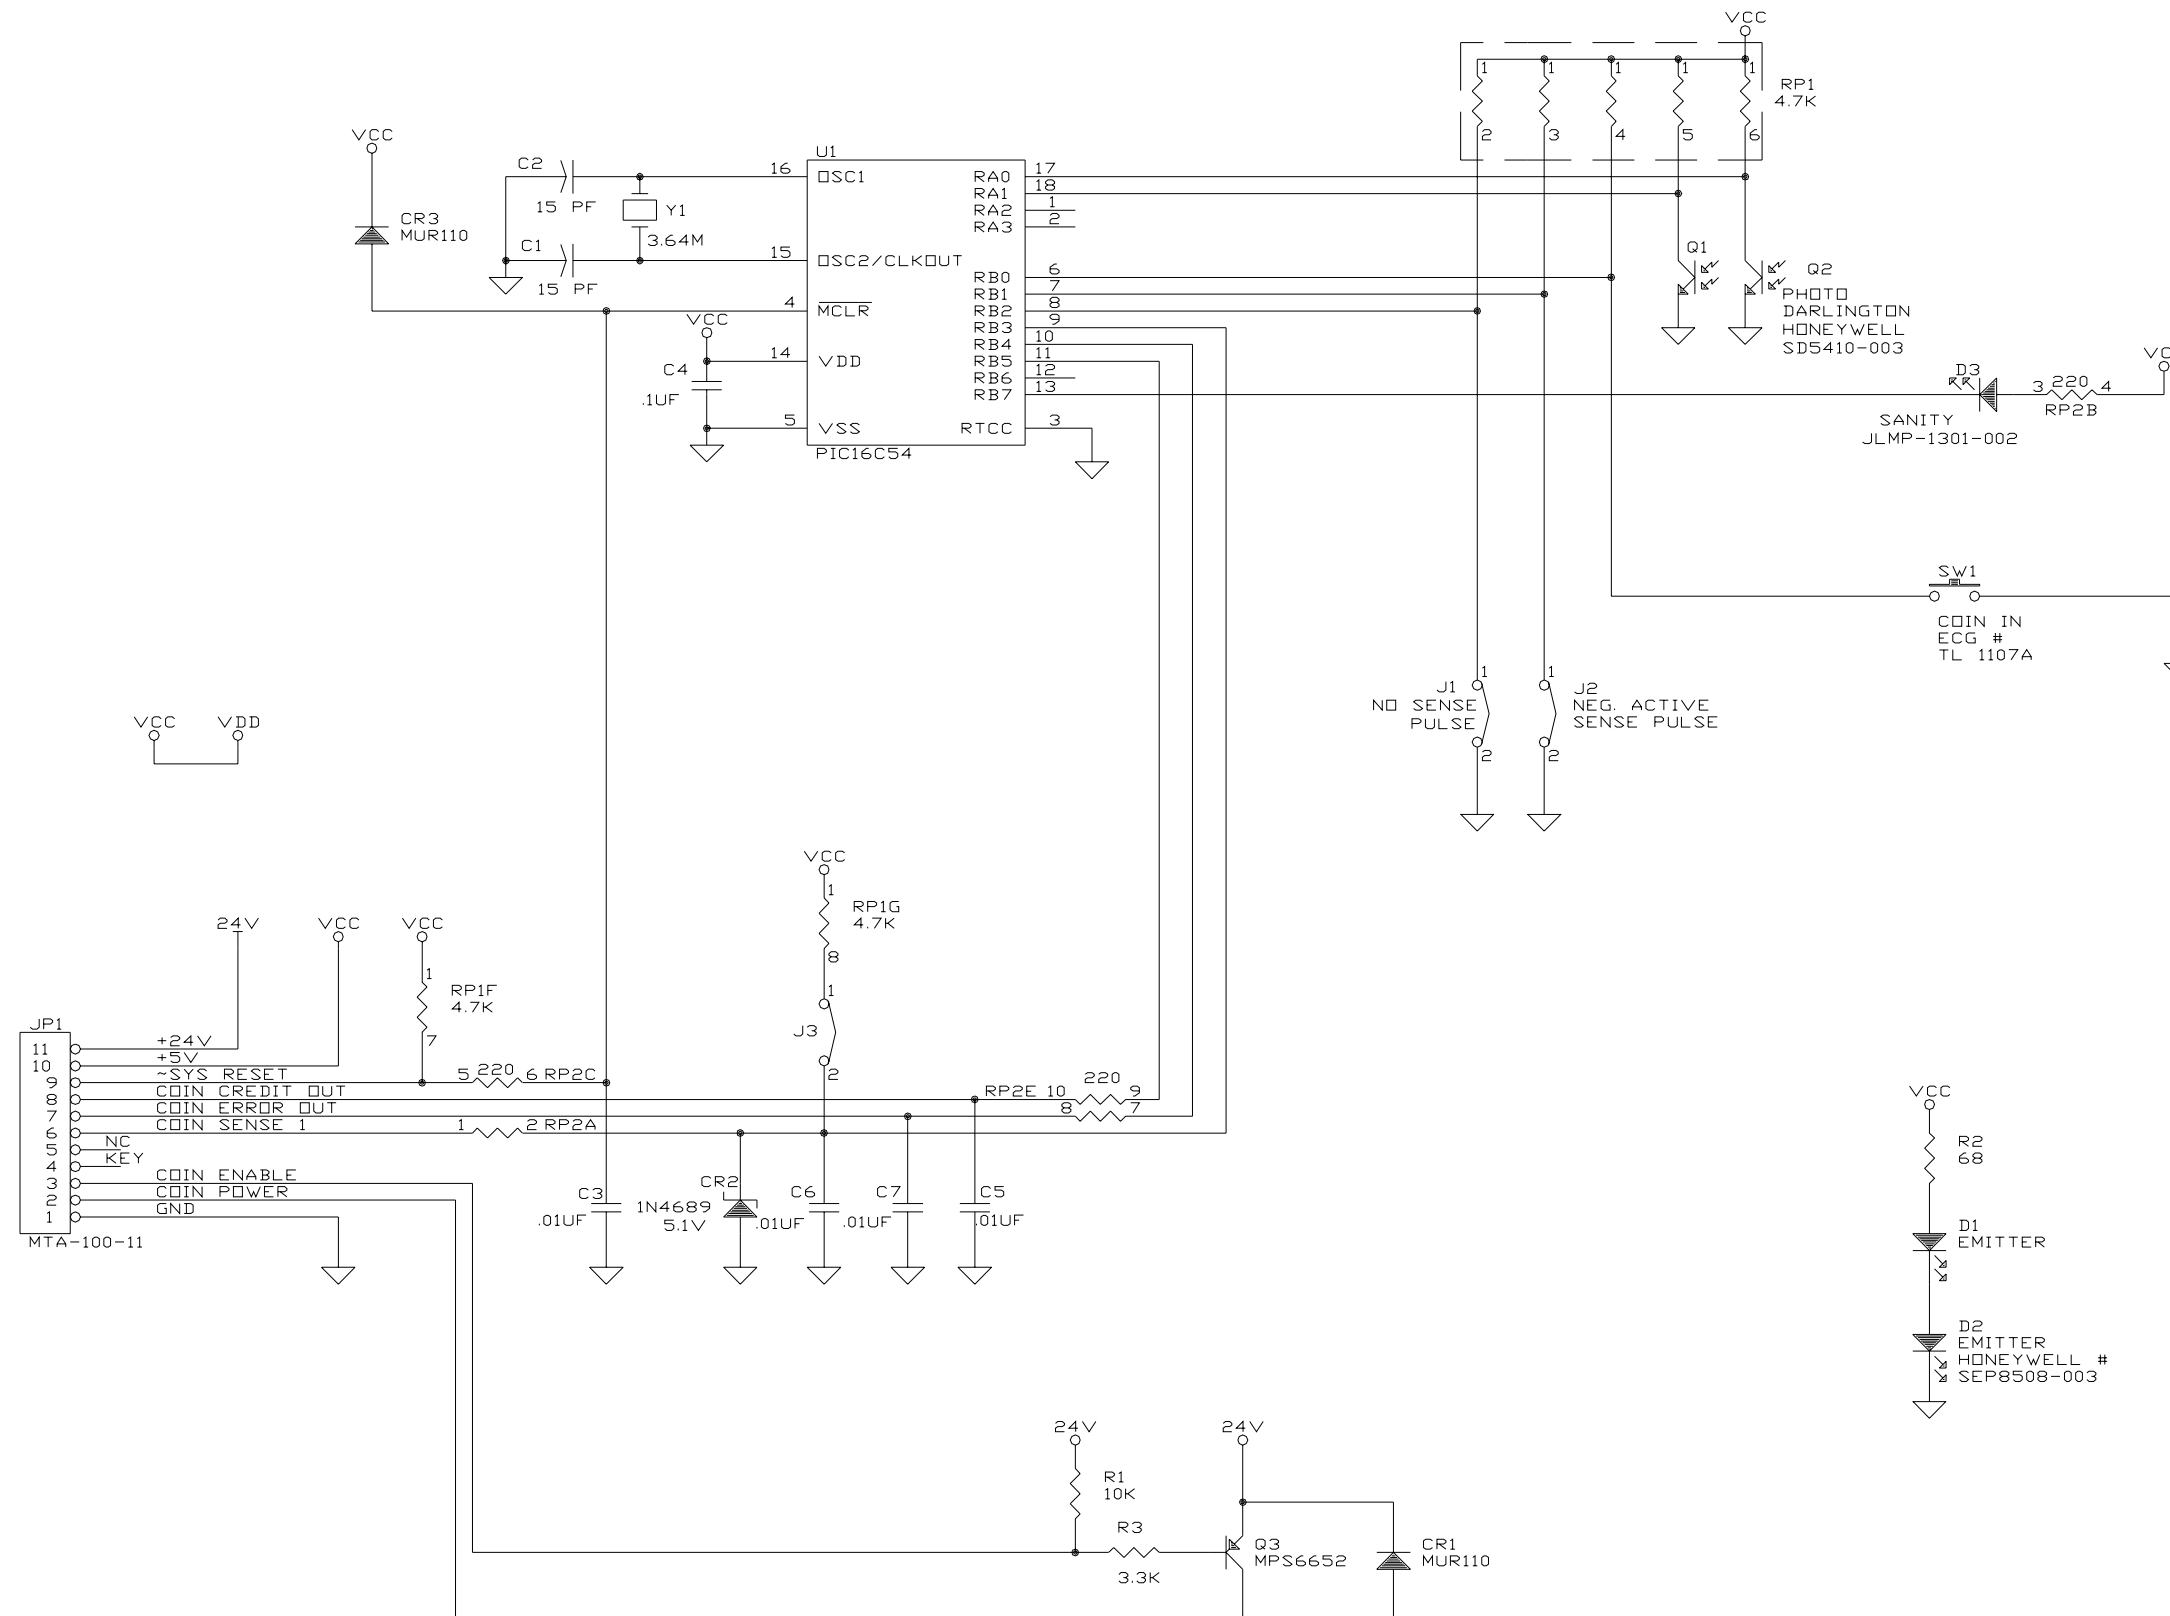 VCC
1
1
1
1
1
RP1
4.7K
2
3
4
5
6
VCC
CR3
MUR110
C2
15 PF
C1
15 PF
Y1
3.64M
U1
16
OSC1
15
OSC2/CLKOUT
4
MCLR
14
VDD
5
VSS
PIC16C54
RA0
17
RA1
18
RA2
1
RA3
2
RB0
6
RB1
7
RB2
8
RB3
9
RB4
10
RB5
11
RB6
12
RB7
13
RTCC
3
VCC
C4
.1UF
Q1
Q2
PHOTO
DARLINGTON
HONEYWELL
SD5410-003
D3
SANITY
JLMP-1301-002
3 220 4
RP2B
VC
SW1
COIN IN
ECG #
TL 1107A
1
J1
NO SENSE
PULSE
2
1
J2
NEG. ACTIVE
SENSE PULSE
2
VCC
VDD
VCC
1
RP1G
4.7K
8
1
J3
2
24V
VCC
VCC
1
RP1F
4.7K
7
JP1
11
+24V
10
+5V
9
~SYS RESET
8
COIN CREDIT OUT
7
COIN ERROR OUT
6
COIN SENSE 1
5
NC
4
KEY
3
COIN ENABLE
2
COIN POWER
1
GND
MTA-100-11
5 220 6 RP2C
1 2 RP2A
RP2E 10 220 9
8 7
C3
.01UF
CR2
1N4689
5.1V
C6
.01UF
C7
.01UF
C5
.01UF
VCC
R2
68
D1
EMITTER
D2
EMITTER
HONEYWELL #
SEP8508-003
24V
R1
10K
R3
3.3K
24V
Q3
MPS6652
CR1
MUR110